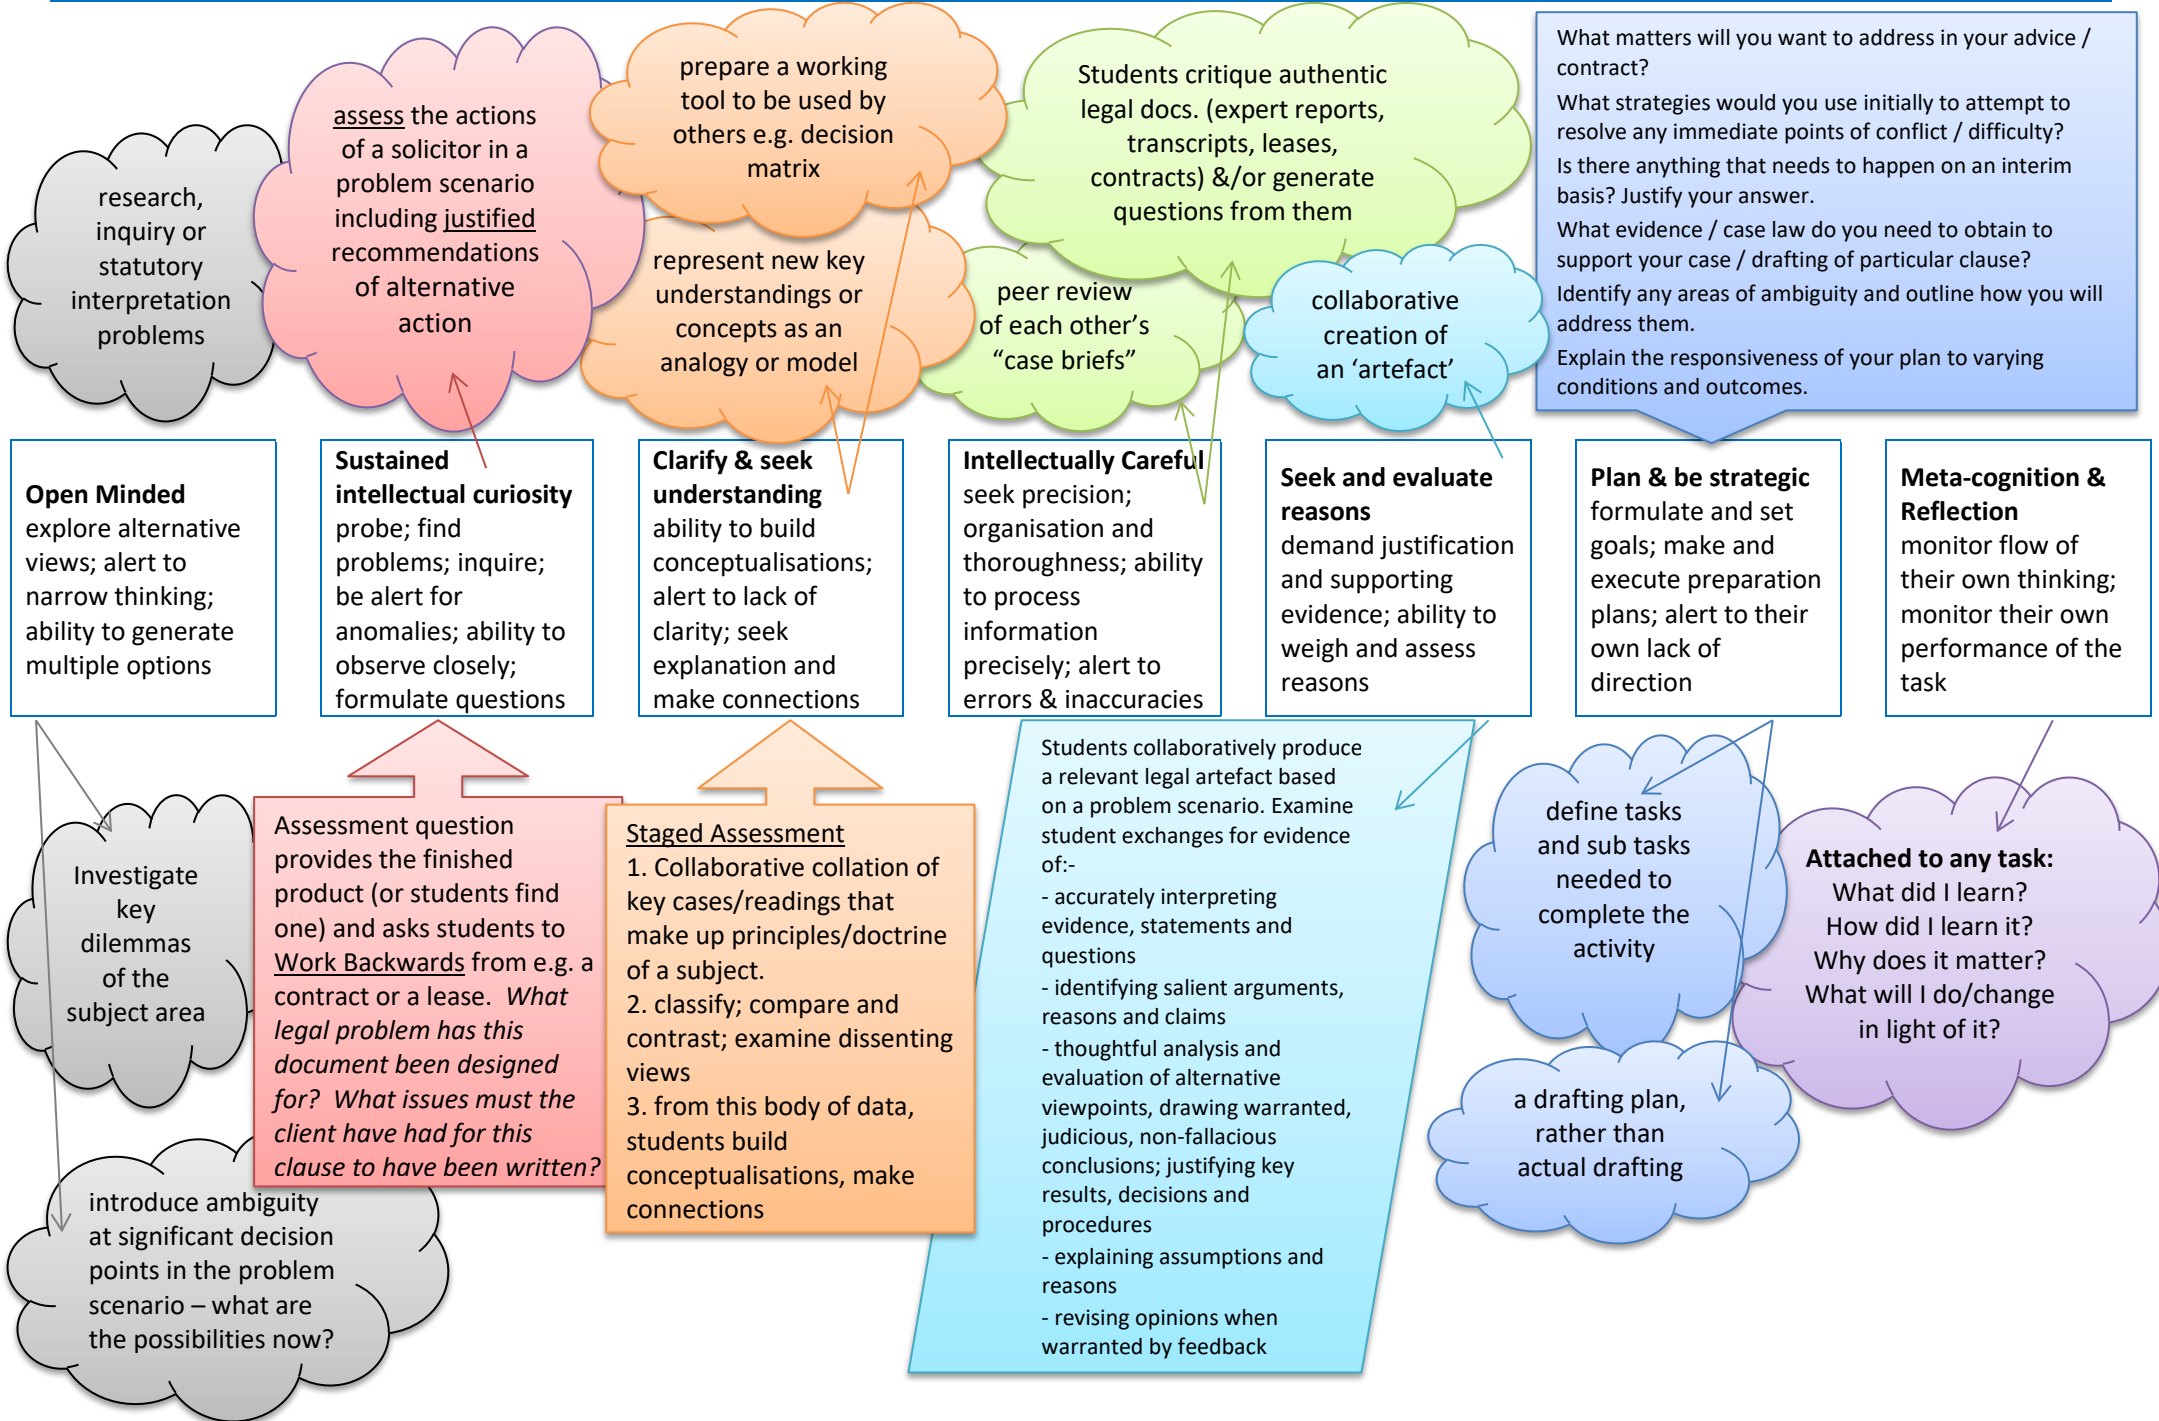 research,
inquiry or
statutory
interpretation
problems
assess the actions
of a solicitor in a
problem scenario
including justified
recommendations
of alternative
action
prepare a working
tool to be used by
others e.g. decision
matrix
represent new key
understandings or
concepts as an
analogy or model
Students critique authentic
legal docs. (expert reports,
transcripts, leases,
contracts) &/or generate
questions from them
peer review
of each other’s
“case briefs”
collaborative
creation of
an ‘artefact’
What matters will you want to address in your advice /
contract?
What strategies would you use initially to attempt to
resolve any immediate points of conflict / difficulty?
Is there anything that needs to happen on an interim
basis? Justify your answer.
What evidence / case law do you need to obtain to
support your case / drafting of particular clause?
Identify any areas of ambiguity and outline how you will
address them.
Explain the responsiveness of your plan to varying
conditions and outcomes.
Open Minded
explore alternative
views; alert to
narrow thinking;
ability to generate
multiple options
Sustained
intellectual curiosity
probe; find
problems; inquire;
be alert for
anomalies; ability to
observe closely;
formulate questions
Clarify & seek
understanding
ability to build
conceptualisations;
alert to lack of
clarity; seek
explanation and
make connections
Intellectually Careful
seek precision;
organisation and
thoroughness; ability
to process
information
precisely; alert to
errors & inaccuracies
Seek and evaluate
reasons
demand justification
and supporting
evidence; ability to
weigh and assess
reasons
Plan & be strategic
formulate and set
goals; make and
execute preparation
plans; alert to their
own lack of
direction
Meta-cognition &
Reflection
monitor flow of
their own thinking;
monitor their own
performance of the
task
Investigate
key
dilemmas
of the
subject area
introduce ambiguity
at significant decision
points in the problem
scenario – what are
the possibilities now?
Assessment question
provides the finished
product (or students find
one) and asks students to
Work Backwards from e.g. a
contract or a lease. What
legal problem has this
document been designed
for? What issues must the
client have had for this
clause to have been written?
Staged Assessment
1. Collaborative collation of
key cases/readings that
make up principles/doctrine
of a subject.
2. classify; compare and
contrast; examine dissenting
views
3. from this body of data,
students build
conceptualisations, make
connections
Students collaboratively produce
a relevant legal artefact based
on a problem scenario. Examine
student exchanges for evidence
of:-
- accurately interpreting
evidence, statements and
questions
- identifying salient arguments,
reasons and claims
- thoughtful analysis and
evaluation of alternative
viewpoints, drawing warranted,
judicious, non-fallacious
conclusions; justifying key
results, decisions and
procedures
- explaining assumptions and
reasons
- revising opinions when
warranted by feedback
define tasks
and sub tasks
needed to
complete the
activity
a drafting plan,
rather than
actual drafting
Attached to any task:
What did I learn?
How did I learn it?
Why does it matter?
What will I do/change
in light of it?